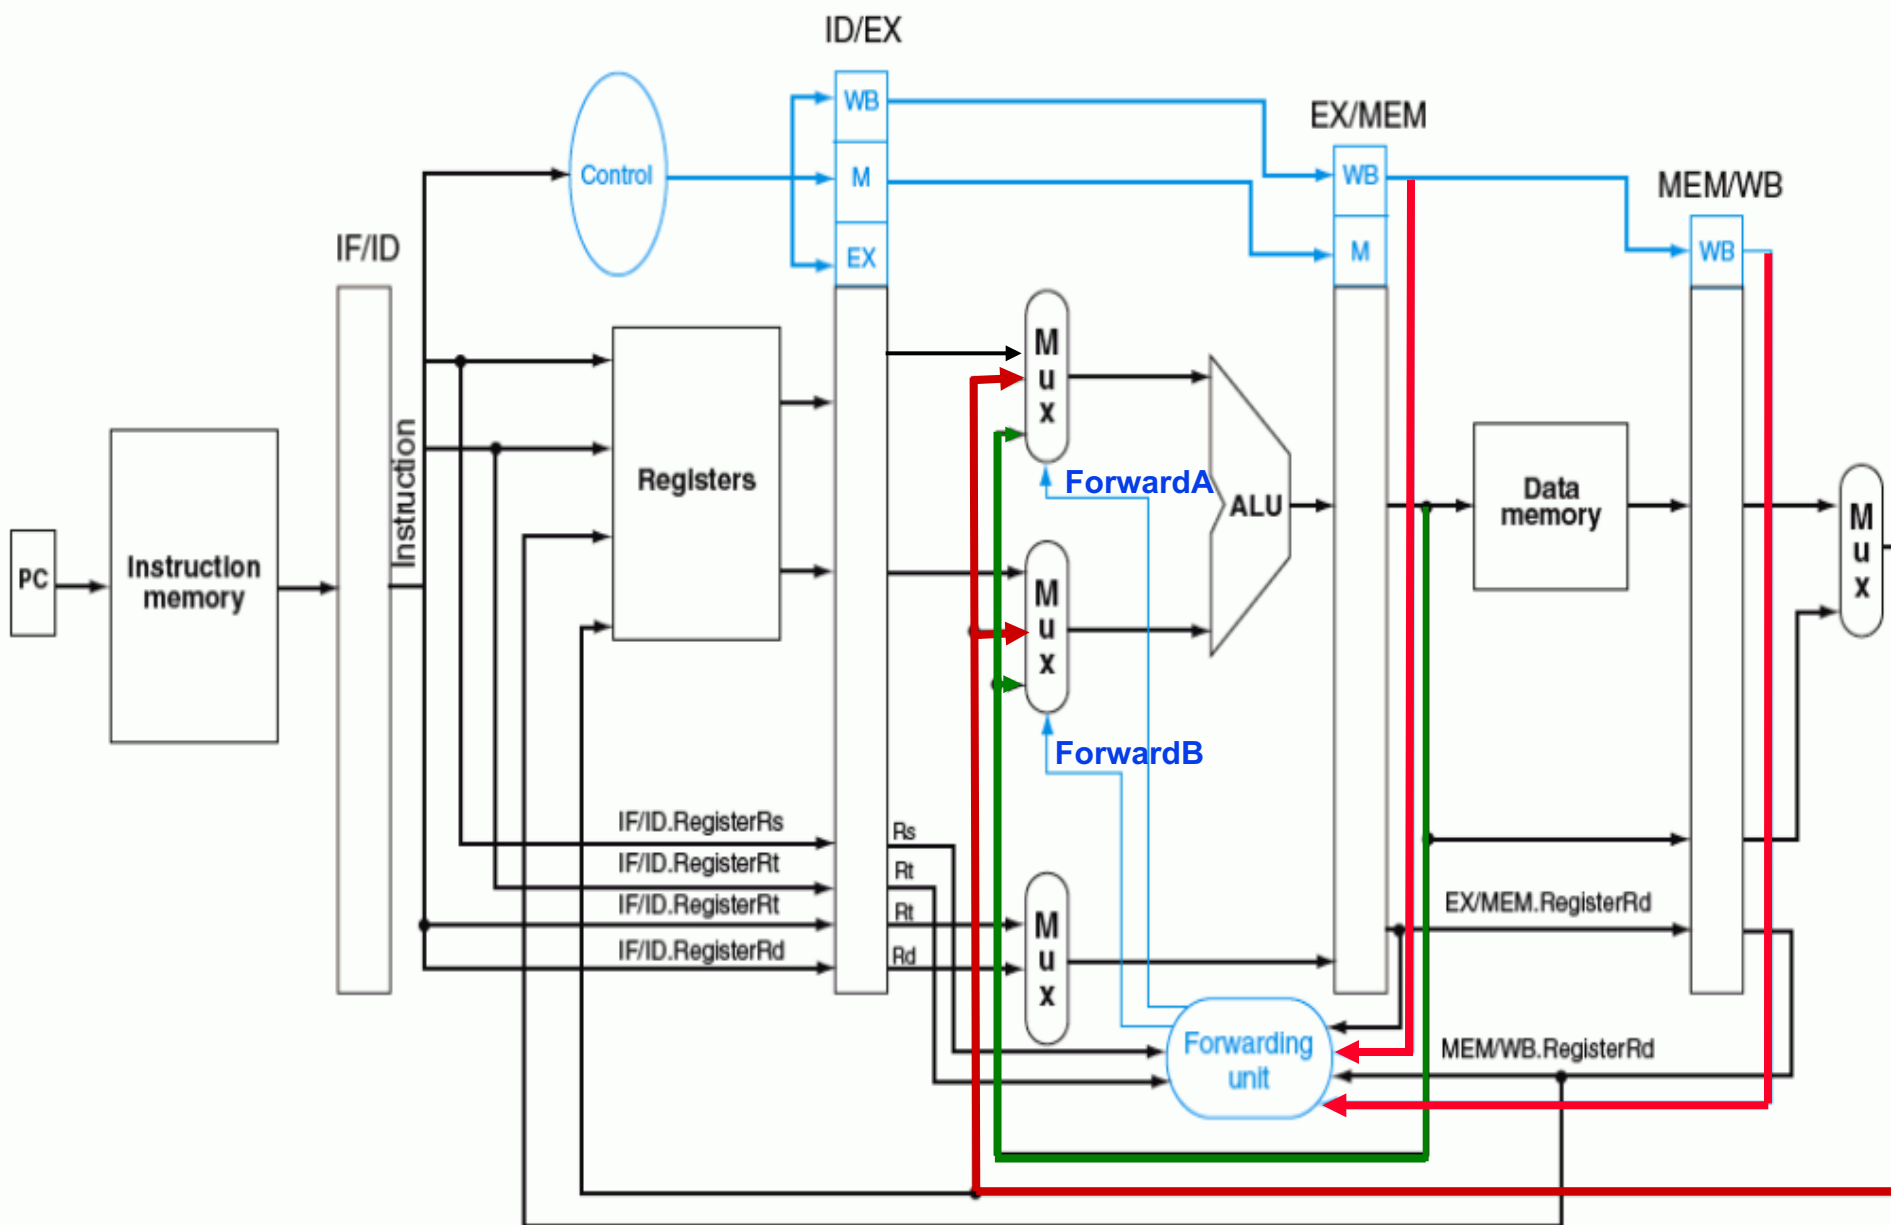 ID/EX
WB
EX/MEM
Control
M
WB
MEM/WB
IF/ID
EX
M
WB
M
u
x
Instruction
Registers
ForwardA
ALU
Data
memory
M
u
x
PC
Instruction
memory
M
u
x
ForwardB
IF/ID.RegisterRs
Rs
IF/ID.RegisterRt
Rt
IF/ID.RegisterRt
Rt
EX/MEM.RegisterRd
IF/ID.RegisterRd
Rd
M
u
x
Forwarding
unit
MEM/WB.RegisterRd